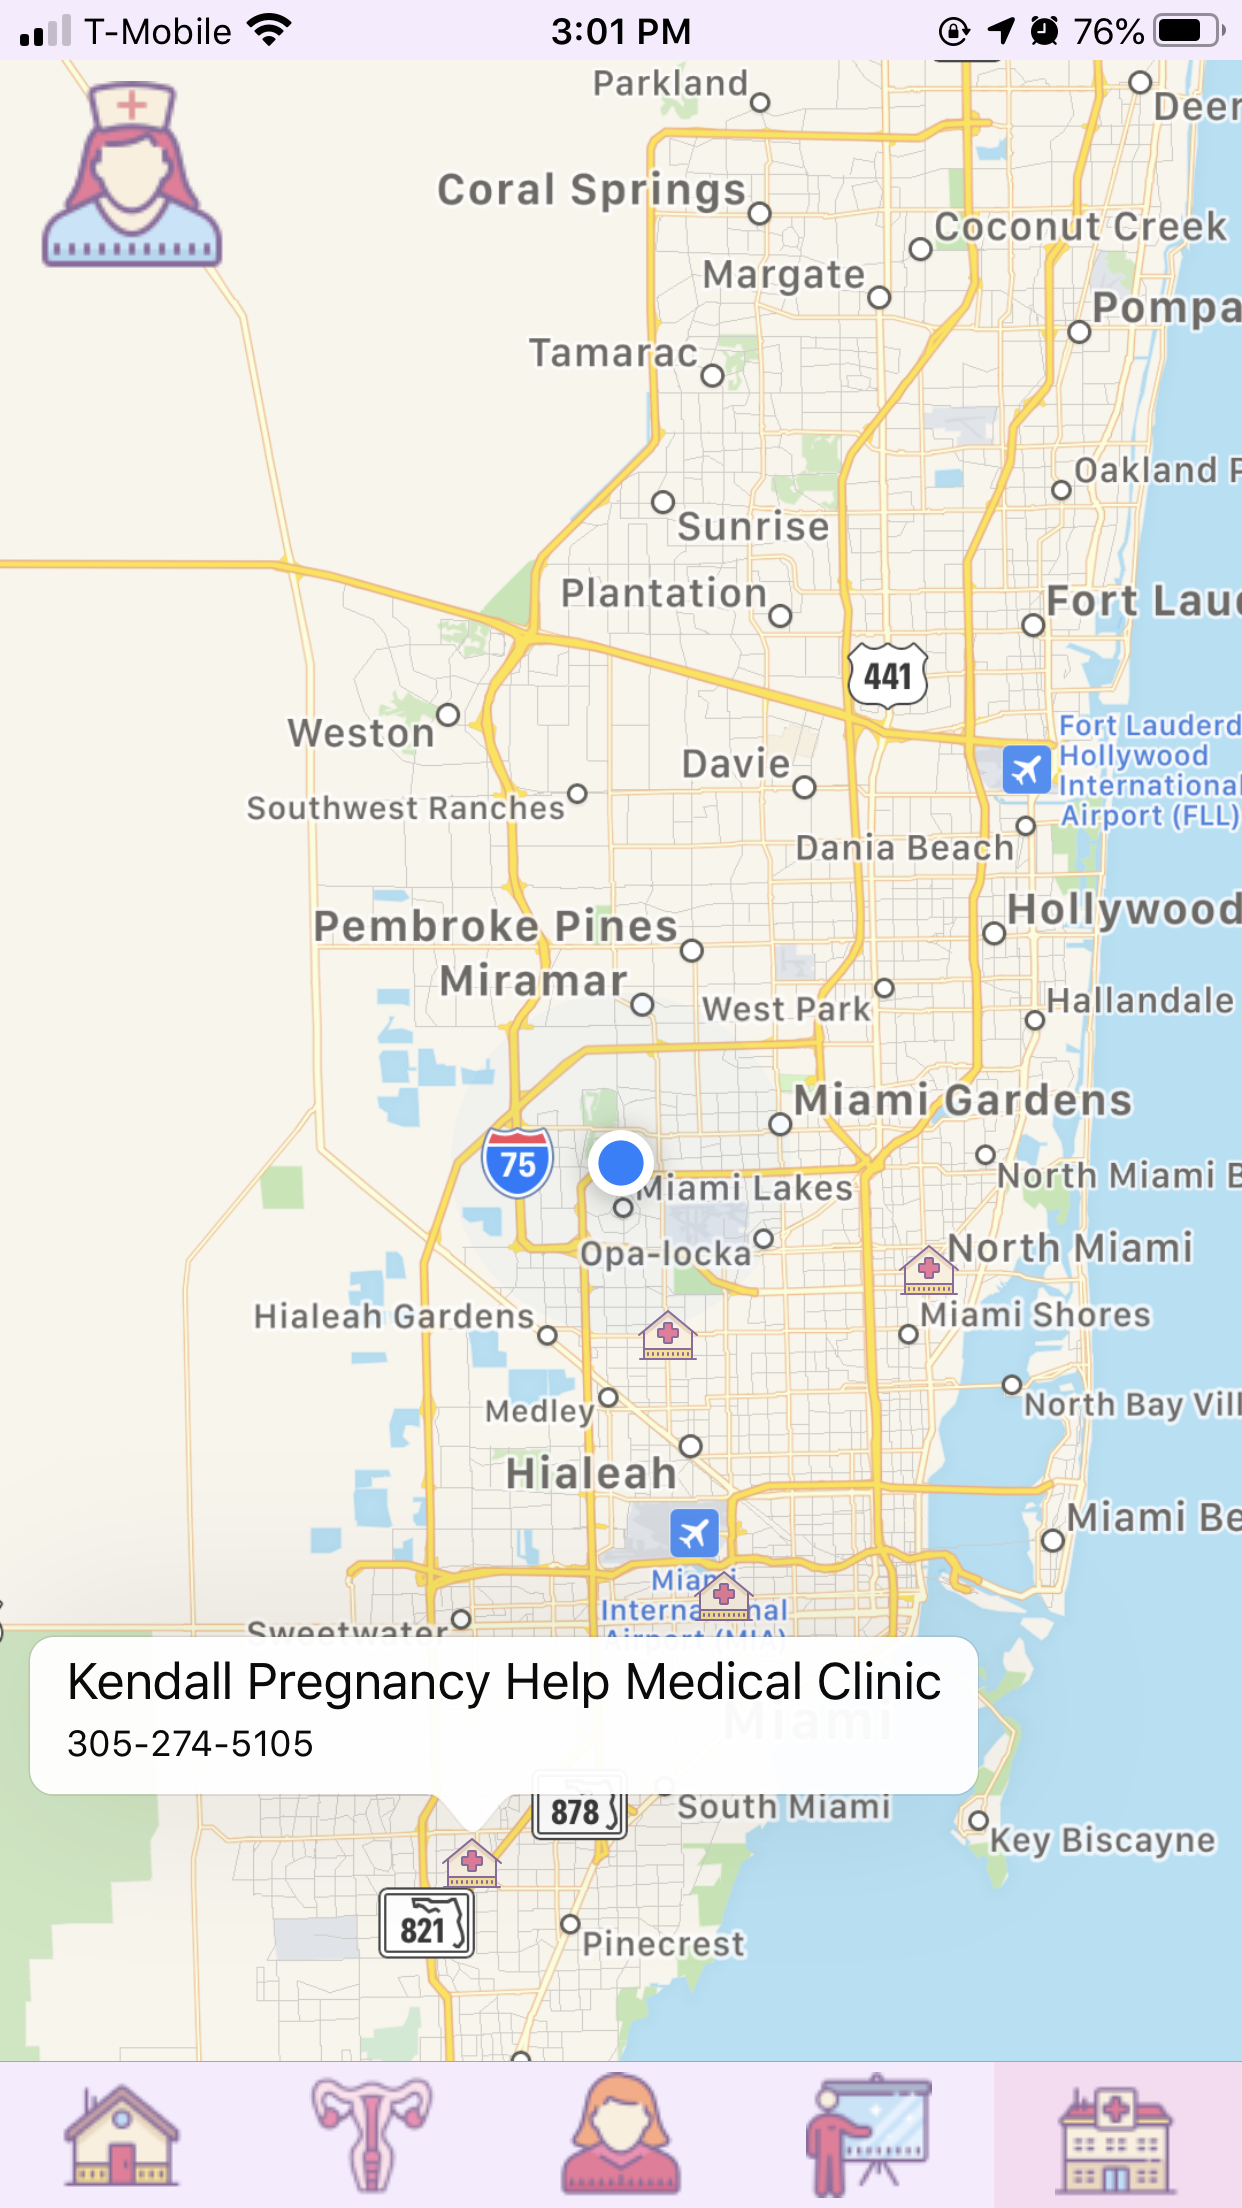 T-Mobile 3:01 PM 76%
Parkland
Deer
Coral Springs
Coconut Creek
Margate
Pompa
Tamarac
Oakland P
Sunrise
Plantation
Fort Laud
441
Weston
Fort Lauderd
Hollywood
International
Airport (FLL)
Davie
Southwest Ranches
Dania Beach
Hollywood
Pembroke Pines
Miramar
West Park
Hallandale
Miami Gardens
75
North Miami B
Miami Lakes
Opa-locka
North Miami
Hialeah Gardens
Miami Shores
Medley
North Bay Vill
Hialeah
Miami Be
Miami
International
Airport (MIA)
Sweetwater
Kendall Pregnancy Help Medical Clinic
305-274-5105
Miami
878
South Miami
Key Biscayne
821
Pinecrest